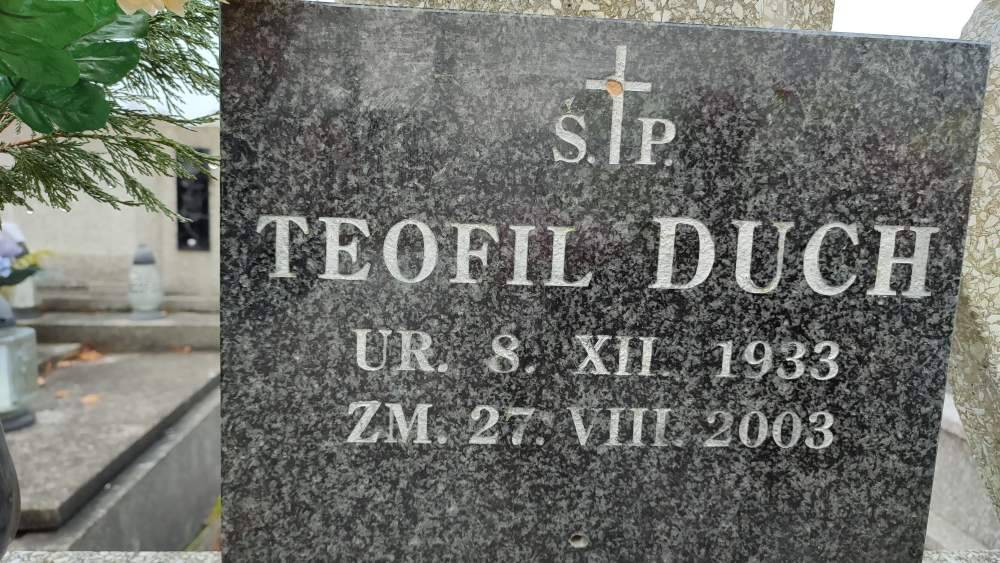 Ś. P.
TEOFIL DUCH
UR. 8. XII. 1933
ZM. 27. VIII. 2003